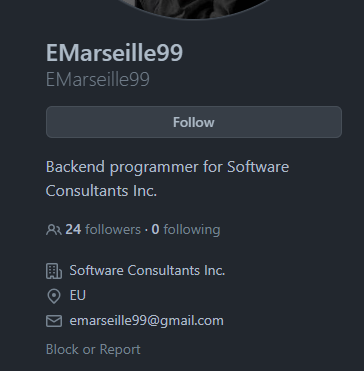 EMarseille99
EMarseille99
Follow
Backend programmer for Software
Consultants Inc.
24 followers · 0 following
Software Consultants Inc.
EU
emarseille99@gmail.com
Block or Report